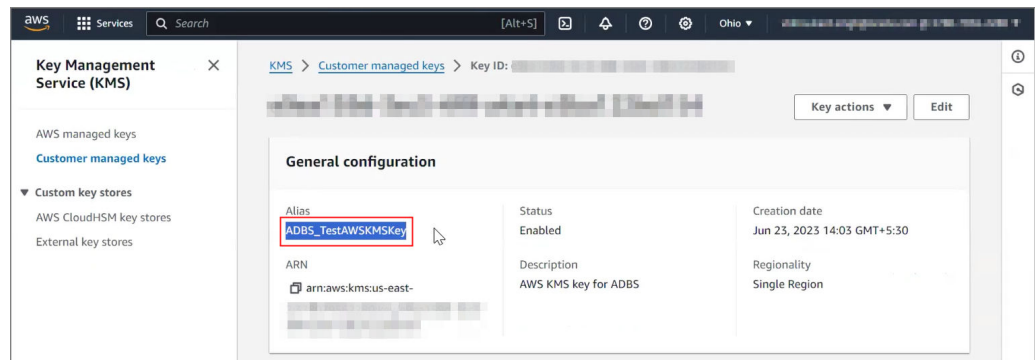 aws Services Search [Alt+S] Ohio ▼
Key Management Service (KMS)
AWS managed keys
Customer managed keys
Custom key stores
AWS CloudHSM key stores
External key stores
KMS > Customer managed keys > Key ID:
Key actions ▼ Edit
General configuration
Alias
ADBS_TestAWSKMSKey
ARN
arn:aws:kms:us-east-
Status
Enabled
Description
AWS KMS key for ADBS
Creation date
Jun 23, 2023 14:03 GMT+5:30
Regionality
Single Region